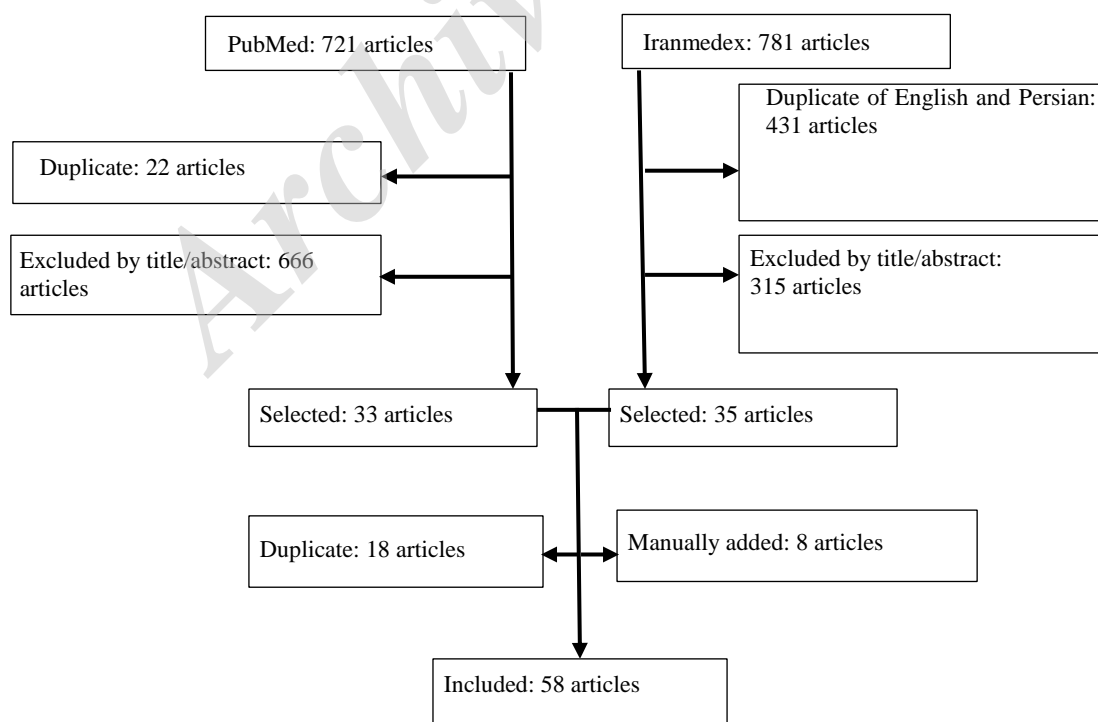 PubMed: 721 articles
Iranmedex: 781 articles
Duplicate of English and Persian:
431 articles
Duplicate: 22 articles
Excluded by title/abstract: 666
articles
Excluded by title/abstract:
315 articles
Selected: 33 articles
Selected: 35 articles
Duplicate: 18 articles
Manually added: 8 articles
Included: 58 articles
Archiv